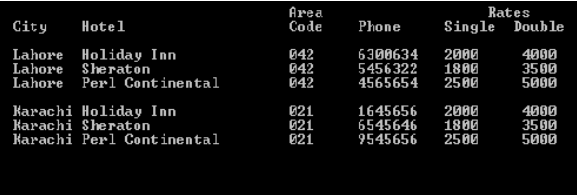 Area Rates
City Hotel Code Phone Single Double
Lahore Holiday Inn 042 6300634 2000 4000
Lahore Sheraton 042 5456322 1800 3500
Lahore Perl Continental 042 4565654 2500 5000
Karachi Holiday Inn 021 1645656 2000 4000
Karachi Sheraton 021 6545646 1800 3500
Karachi Perl Continental 021 9545656 2500 5000